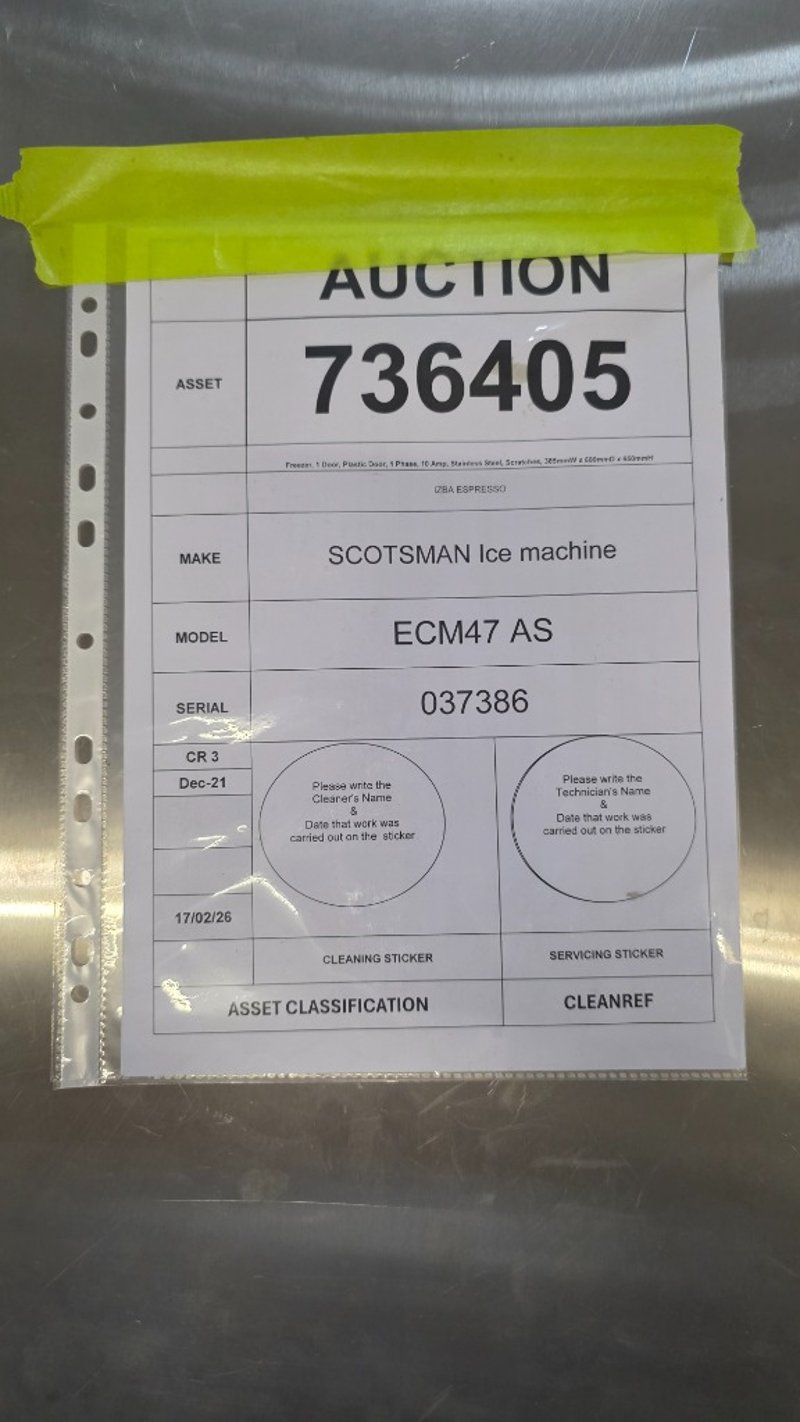 AUCTION
ASSET
736405
Freezer, 1 Door, Plastic Door, 1 Phase, 10 Amp, Stainless Steel, Scratches, 385mmW x 600mmD x 650mmH
IZBA ESPRESSO
MAKE
SCOTSMAN Ice machine
MODEL
ECM47 AS
SERIAL
037386
CR 3
Dec-21
17/02/26
Please write the
Cleaner's Name
&
Date that work was
carried out on the sticker
Please write the
Technician's Name
&
Date that work was
carried out on the sticker
CLEANING STICKER
SERVICING STICKER
ASSET CLASSIFICATION
CLEANREF